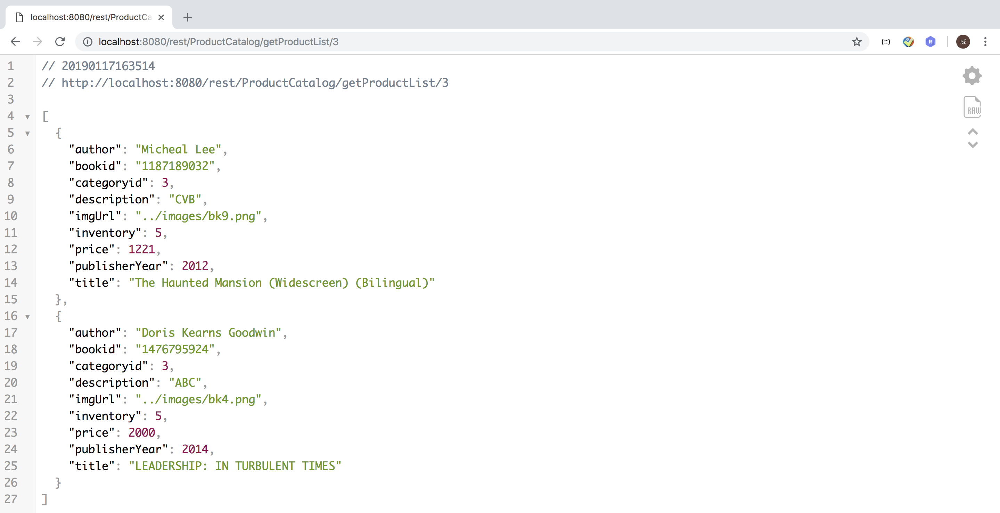 localhost:8080/rest/ProductCa
localhost:8080/rest/ProductCatalog/getProductList/3
{≡}
R
威
1 // 20190117163514
2 // http://localhost:8080/rest/ProductCatalog/getProductList/3
3
4 [
5 {
6 "author": "Micheal Lee",
7 "bookid": "1187189032",
8 "categoryid": 3,
9 "description": "CVB",
10 "imgUrl": "../images/bk9.png",
11 "inventory": 5,
12 "price": 1221,
13 "publisherYear": 2012,
14 "title": "The Haunted Mansion (Widescreen) (Bilingual)"
15 },
16 {
17 "author": "Doris Kearns Goodwin",
18 "bookid": "1476795924",
19 "categoryid": 3,
20 "description": "ABC",
21 "imgUrl": "../images/bk4.png",
22 "inventory": 5,
23 "price": 2000,
24 "publisherYear": 2014,
25 "title": "LEADERSHIP: IN TURBULENT TIMES"
26 }
27 ]
RAW